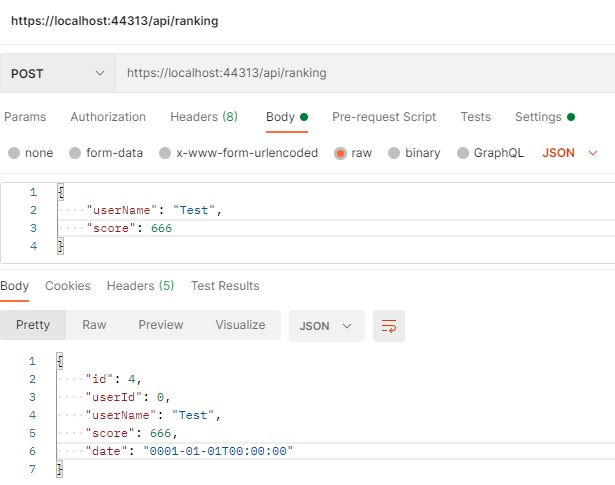 https://localhost:44313/api/ranking
POST https://localhost:44313/api/ranking
Params Authorization Headers (8) Body Pre-request Script Tests Settings
none form-data x-www-form-urlencoded raw binary GraphQL JSON
1 {
2 ····"userName": "Test",
3 ····"score": 666
4 }
Body Cookies Headers (5) Test Results
Pretty Raw Preview Visualize JSON
1 {
2 ····"id": 4,
3 ····"userId": 0,
4 ····"userName": "Test",
5 ····"score": 666,
6 ····"date": "0001-01-01T00:00:00"
7 }